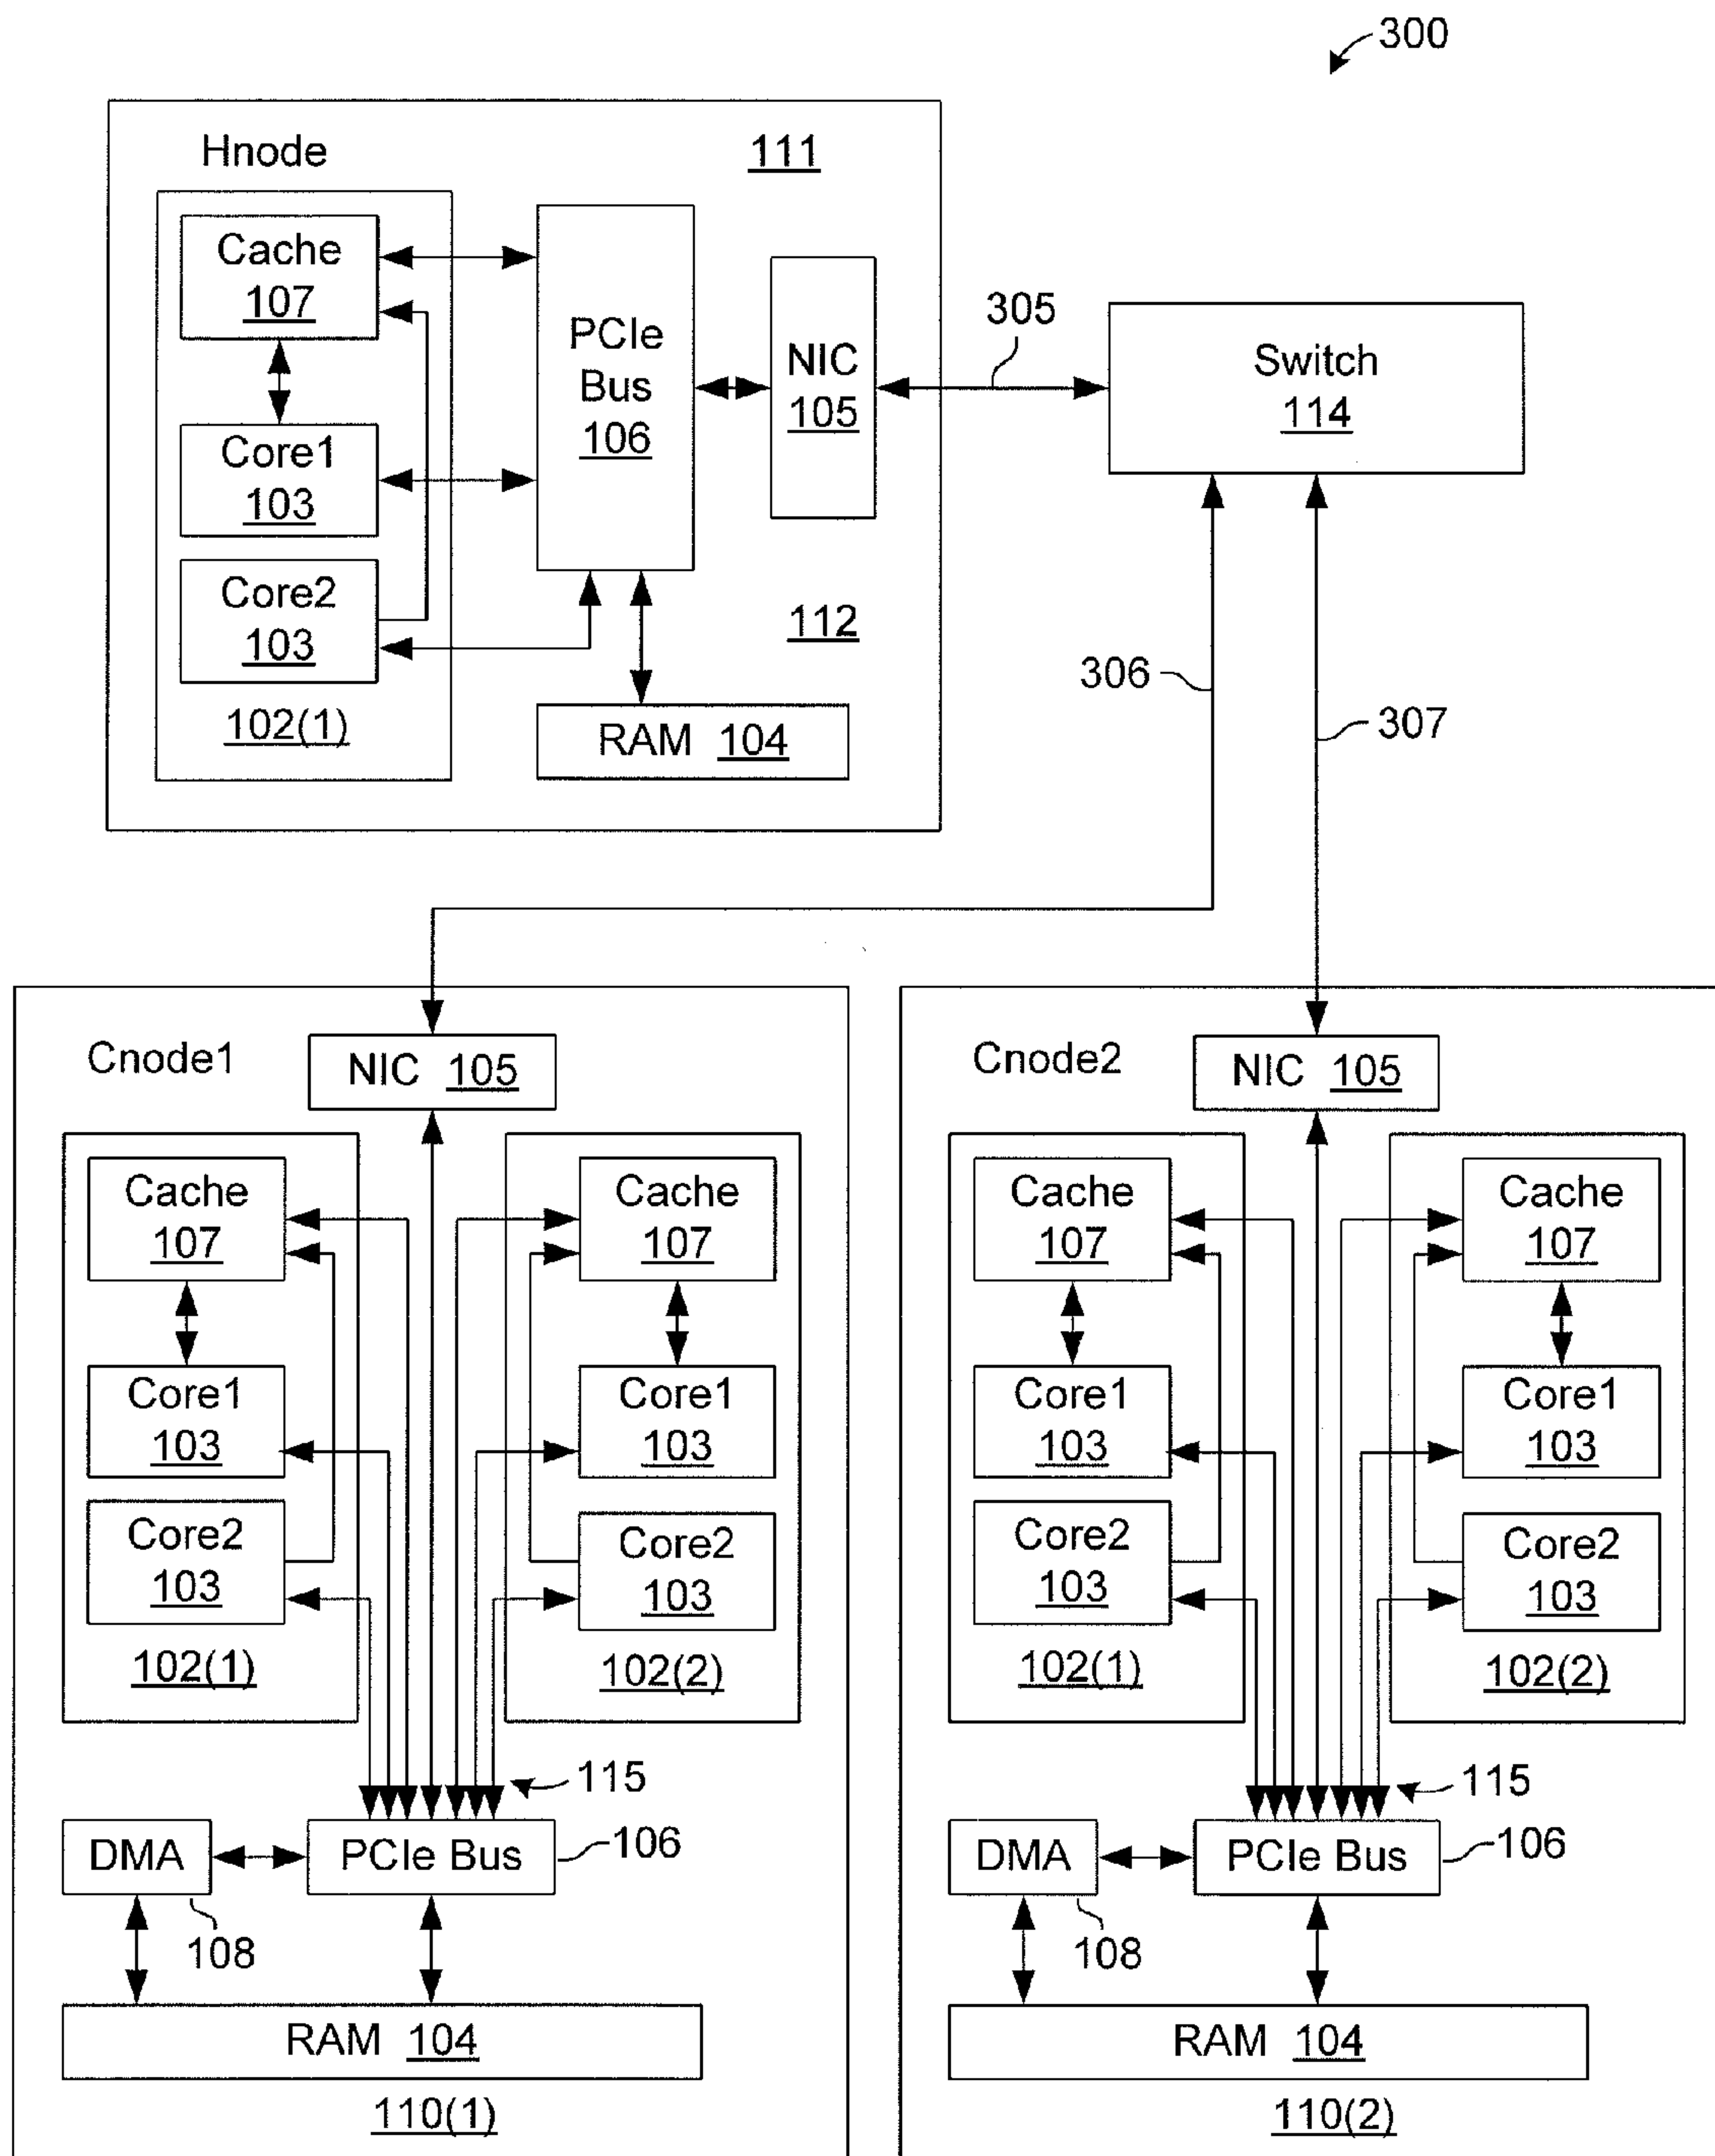 300
Hnode
111
Cache
107
Core1
103
Core2
103
102(1)
PCIe
Bus
106
NIC
105
112
RAM 104
305
Switch
114
306
307
Cnode1
NIC 105
Cache
107
Core1
103
Core2
103
102(1)
Cache
107
Core1
103
Core2
103
102(2)
115
DMA
PCIe Bus
106
108
RAM 104
110(1)
Cnode2
NIC 105
Cache
107
Core1
103
Core2
103
102(1)
Cache
107
Core1
103
Core2
103
102(2)
115
DMA
PCIe Bus
106
108
RAM 104
110(2)